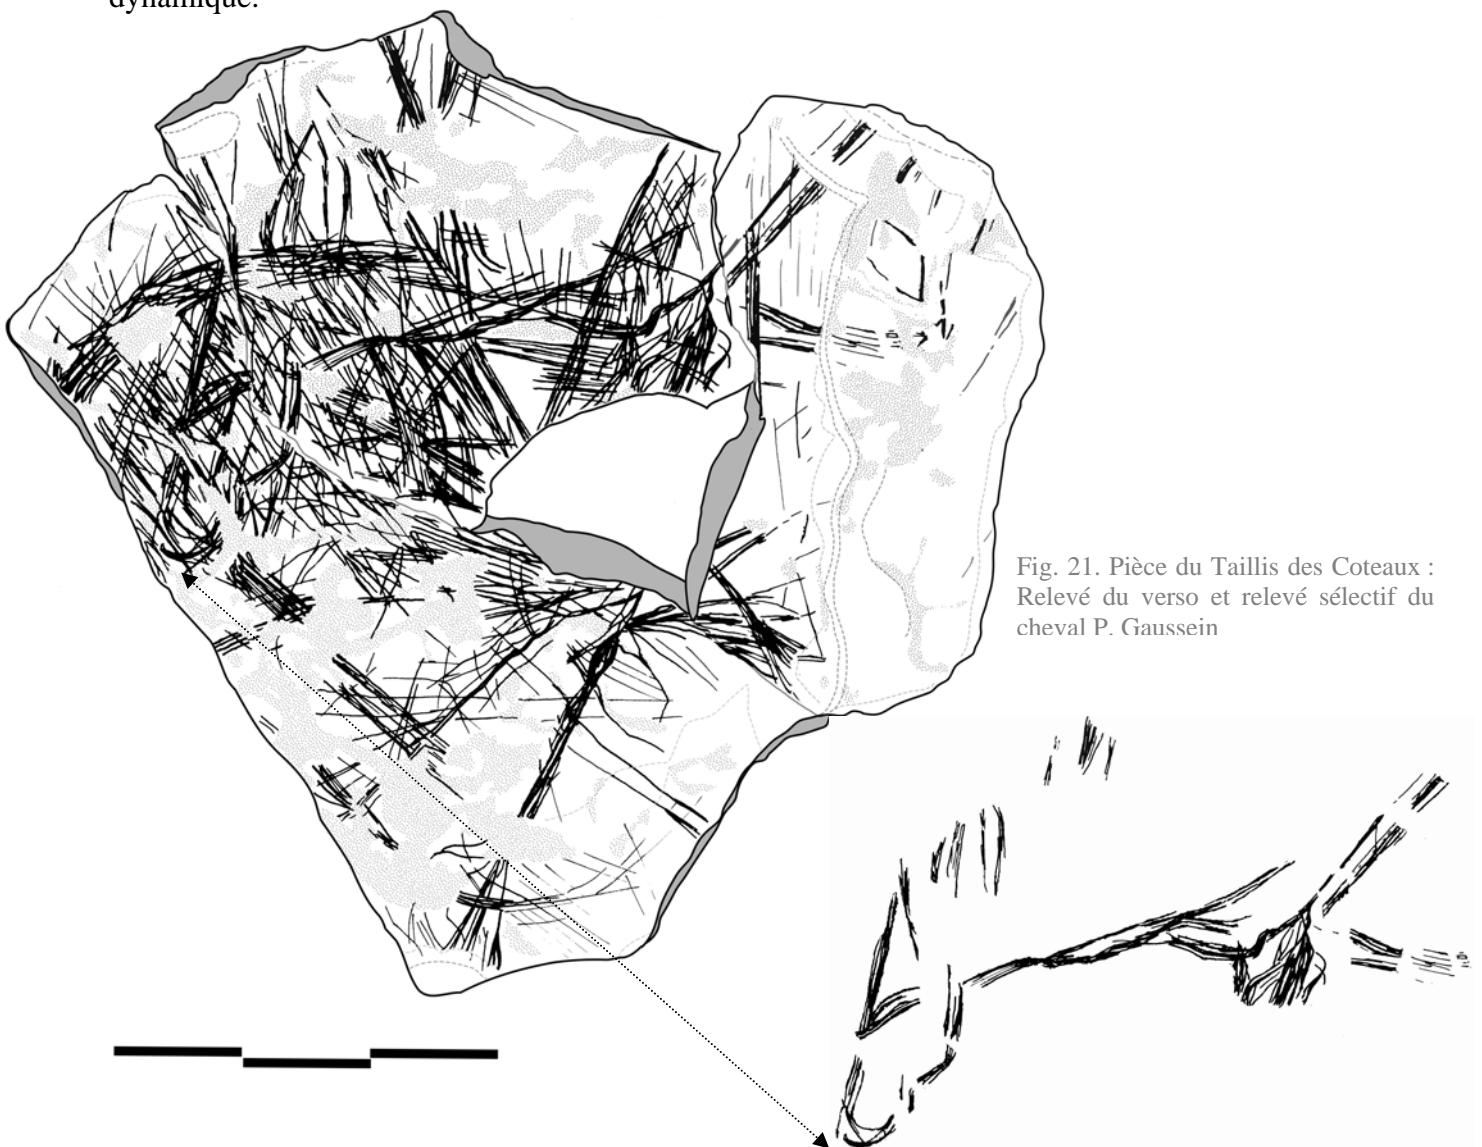 dynamique.
Fig. 21. Pièce du Taillis des Coteaux :
Relevé du verso et relevé sélectif du
cheval P. Gaussein